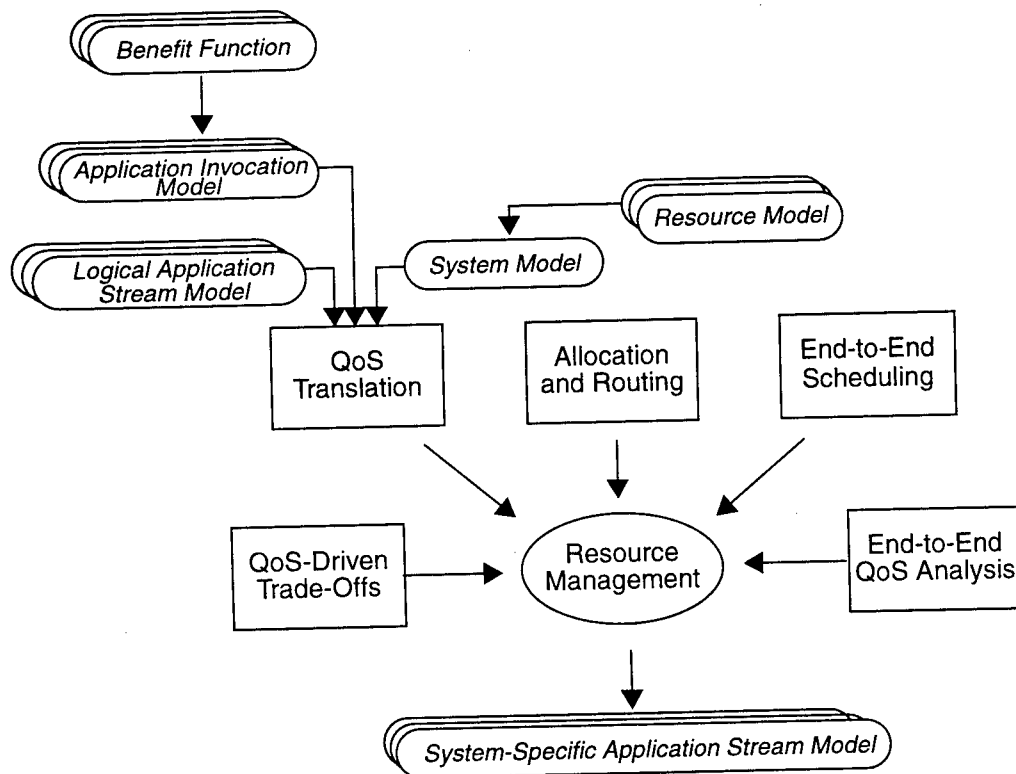 Benefit Function
Application Invocation
Model
Resource Model
Logical Application
Stream Model
System Model
QoS
Translation
Allocation
and Routing
End-to-End
Scheduling
QoS-Driven
Trade-Offs
Resource
Management
End-to-End
QoS Analysis
System-Specific Application Stream Model